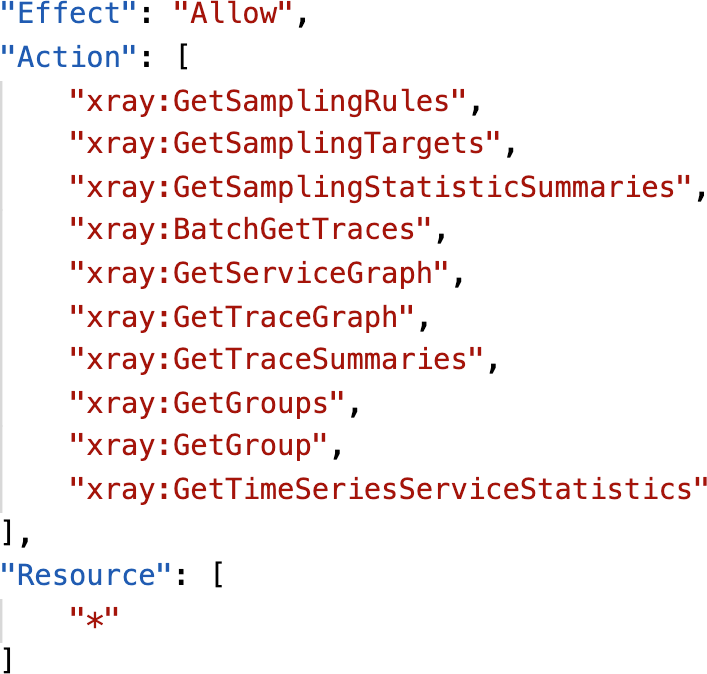 "Effect": "Allow",
"Action": [
    "xray:GetSamplingRules",
    "xray:GetSamplingTargets",
    "xray:GetSamplingStatisticSummaries",
    "xray:BatchGetTraces",
    "xray:GetServiceGraph",
    "xray:GetTraceGraph",
    "xray:GetTraceSummaries",
    "xray:GetGroups",
    "xray:GetGroup",
    "xray:GetTimeSeriesServiceStatistics"
],
"Resource": [
    "*"
]